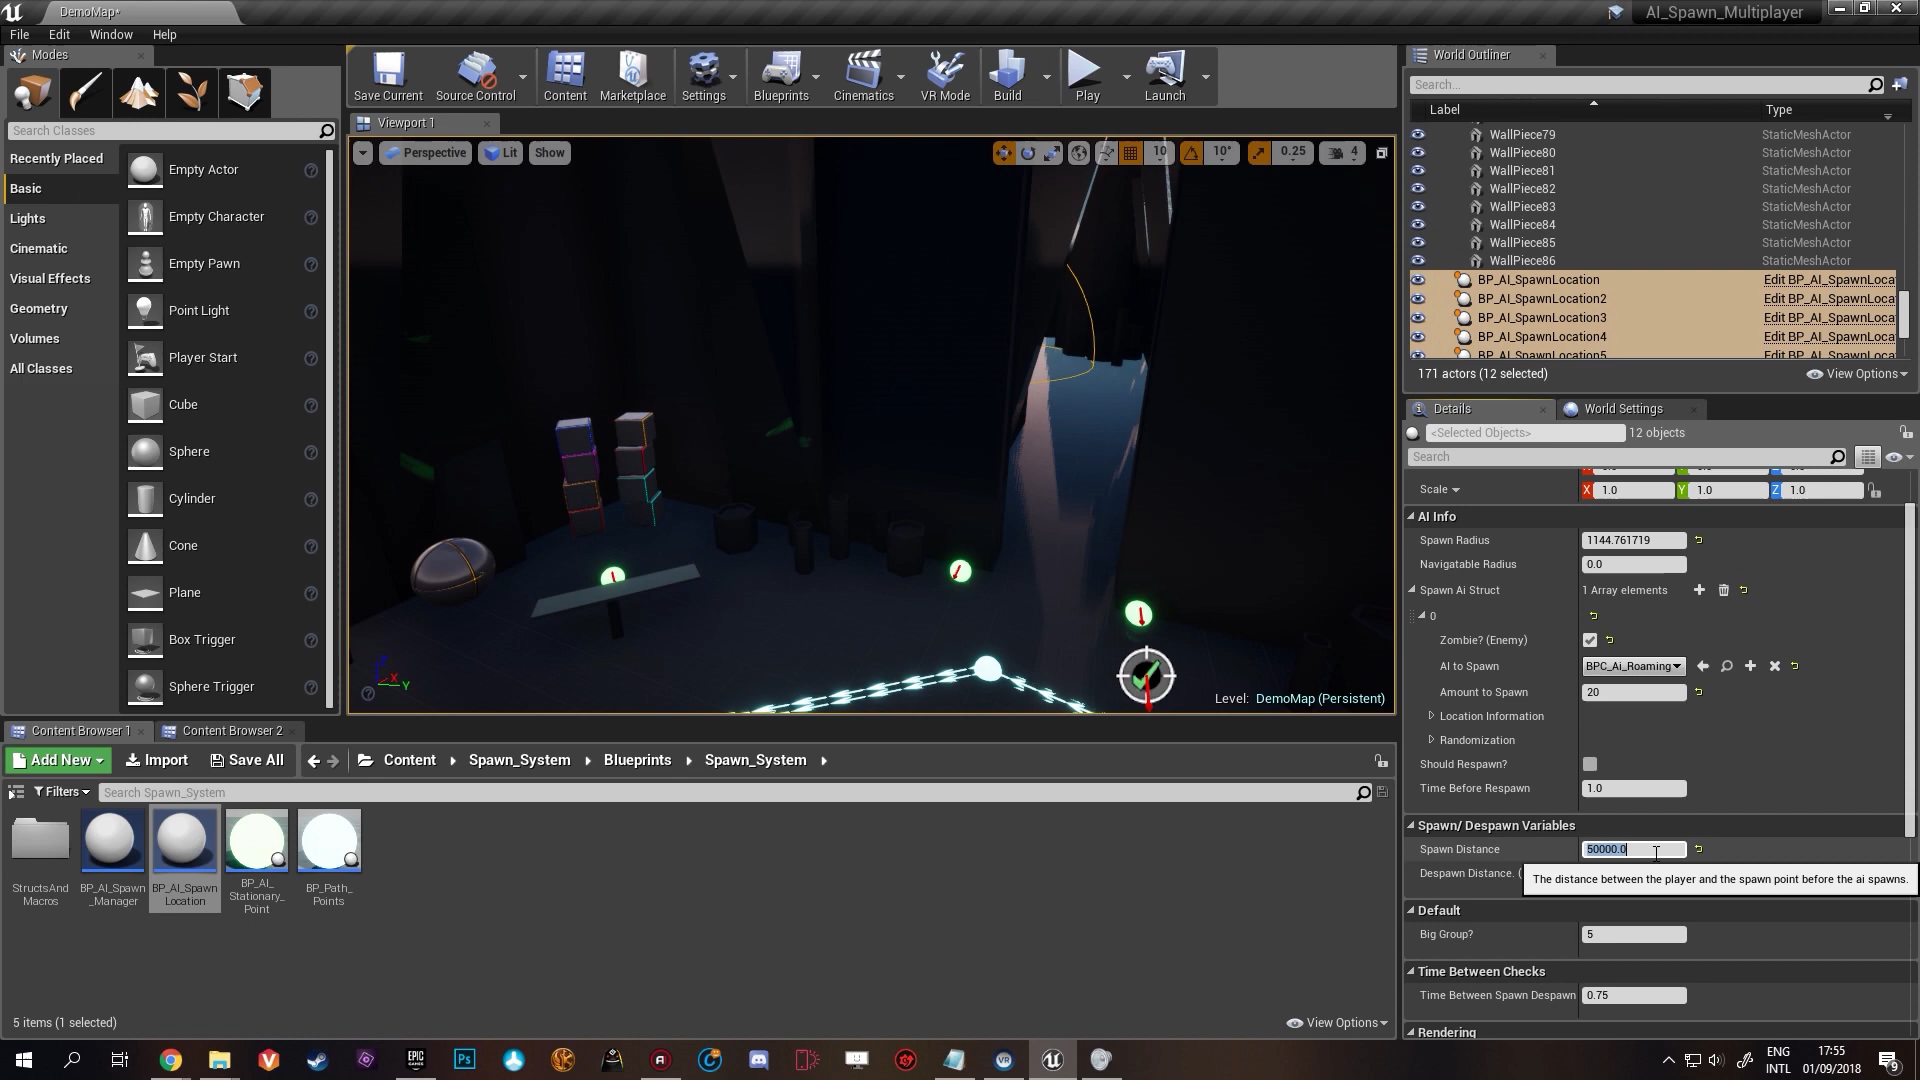 DemoMap*
AI_Spawn_Multiplayer
File Edit Window Help
Modes
Search Classes
Recently Placed
Basic
Lights
Cinematic
Visual Effects
Geometry
Volumes
All Classes
Empty Actor
Empty Character
Empty Pawn
Point Light
Player Start
Cube
Sphere
Cylinder
Cone
Plane
Box Trigger
Sphere Trigger
Save Current Source Control Content Marketplace Settings Blueprints Cinematics VR Mode Build Play Launch
Viewport 1
Perspective Lit Show 10 10° 0.25 4
Level: DemoMap (Persistent)
World Outliner
Search...
Label Type
WallPiece79 StaticMeshActor
WallPiece80 StaticMeshActor
WallPiece81 StaticMeshActor
WallPiece82 StaticMeshActor
WallPiece83 StaticMeshActor
WallPiece84 StaticMeshActor
WallPiece85 StaticMeshActor
WallPiece86 StaticMeshActor
BP_AI_SpawnLocation Edit BP_AI_SpawnLoca
BP_AI_SpawnLocation2 Edit BP_AI_SpawnLoca
BP_AI_SpawnLocation3 Edit BP_AI_SpawnLoca
BP_AI_SpawnLocation4 Edit BP_AI_SpawnLoca
BP_AI_SpawnLocation5 Edit BP_AI_SpawnLoca
171 actors (12 selected) View Options
Details World Settings
<Selected Objects> 12 objects
Search
Scale X 1.0 Y 1.0 Z 1.0
AI Info
Spawn Radius 1144.761719
Navigatable Radius 0.0
Spawn Ai Struct 1 Array elements
0
Zombie? (Enemy)
AI to Spawn BPC_Ai_Roaming
Amount to Spawn 20
Location Information
Randomization
Should Respawn?
Time Before Respawn 1.0
Spawn/ Despawn Variables
Spawn Distance 50000.0
Despawn Distance. (
The distance between the player and the spawn point before the ai spawns.
Default
Big Group? 5
Time Between Checks
Time Between Spawn Despawn 0.75
Rendering
Content Browser 1 Content Browser 2
Add New Import Save All Content Spawn_System Blueprints Spawn_System
Filters Search Spawn_System
StructsAnd
Macros
BP_AI_Spawn
_Manager
BP_AI_Spawn
Location
BP_AI_
Stationary_
Point
BP_Path_
Points
5 items (1 selected) View Options
EPIC
GAMES
Ps
VR
ENG
INTL
17:55
01/09/2018
9